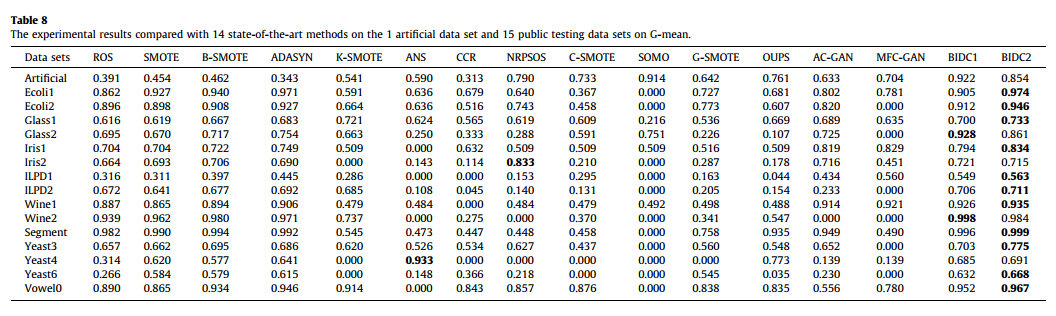 Table 8
The experimental results compared with 14 state-of-the-art methods on the 1 artificial data set and 15 public testing data sets on G-mean.
Data sets ROS SMOTE B-SMOTE ADASYN K-SMOTE ANS CCR NRPSOS C-SMOTE SOMO G-SMOTE OUPS AC-GAN MFC-GAN BIDC1 BIDC2
Artificial 0.391 0.454 0.462 0.343 0.541 0.590 0.313 0.790 0.733 0.914 0.642 0.761 0.633 0.704 0.922 0.854
Ecoli1 0.862 0.927 0.940 0.971 0.591 0.636 0.679 0.640 0.367 0.000 0.727 0.681 0.802 0.781 0.905 0.974
Ecoli2 0.896 0.898 0.908 0.927 0.664 0.636 0.516 0.743 0.458 0.000 0.773 0.607 0.820 0.000 0.912 0.946
Glass1 0.616 0.619 0.667 0.683 0.721 0.624 0.565 0.619 0.609 0.216 0.536 0.669 0.689 0.635 0.700 0.733
Glass2 0.695 0.670 0.717 0.754 0.663 0.250 0.333 0.288 0.591 0.751 0.226 0.107 0.725 0.000 0.928 0.861
Iris1 0.704 0.704 0.722 0.749 0.509 0.000 0.632 0.509 0.509 0.509 0.516 0.509 0.819 0.829 0.794 0.834
Iris2 0.664 0.693 0.706 0.690 0.000 0.143 0.114 0.833 0.210 0.000 0.287 0.178 0.716 0.451 0.721 0.715
ILPD1 0.316 0.311 0.397 0.445 0.286 0.000 0.000 0.153 0.295 0.000 0.163 0.044 0.434 0.560 0.549 0.563
ILPD2 0.672 0.641 0.677 0.692 0.685 0.108 0.045 0.140 0.131 0.000 0.205 0.154 0.233 0.000 0.706 0.711
Wine1 0.887 0.865 0.894 0.906 0.479 0.484 0.000 0.484 0.479 0.492 0.498 0.488 0.914 0.921 0.926 0.935
Wine2 0.939 0.962 0.980 0.971 0.737 0.000 0.275 0.000 0.370 0.000 0.341 0.547 0.000 0.000 0.998 0.984
Segment 0.982 0.990 0.994 0.992 0.545 0.473 0.447 0.448 0.458 0.000 0.758 0.935 0.949 0.490 0.996 0.999
Yeast3 0.657 0.662 0.695 0.686 0.620 0.526 0.534 0.627 0.437 0.000 0.560 0.548 0.652 0.000 0.703 0.775
Yeast4 0.314 0.620 0.577 0.641 0.000 0.933 0.000 0.000 0.000 0.000 0.000 0.773 0.139 0.139 0.685 0.691
Yeast6 0.266 0.584 0.579 0.615 0.000 0.148 0.366 0.218 0.000 0.000 0.545 0.035 0.230 0.000 0.632 0.668
Vowel0 0.890 0.865 0.934 0.946 0.914 0.000 0.843 0.857 0.876 0.000 0.838 0.835 0.556 0.780 0.952 0.967